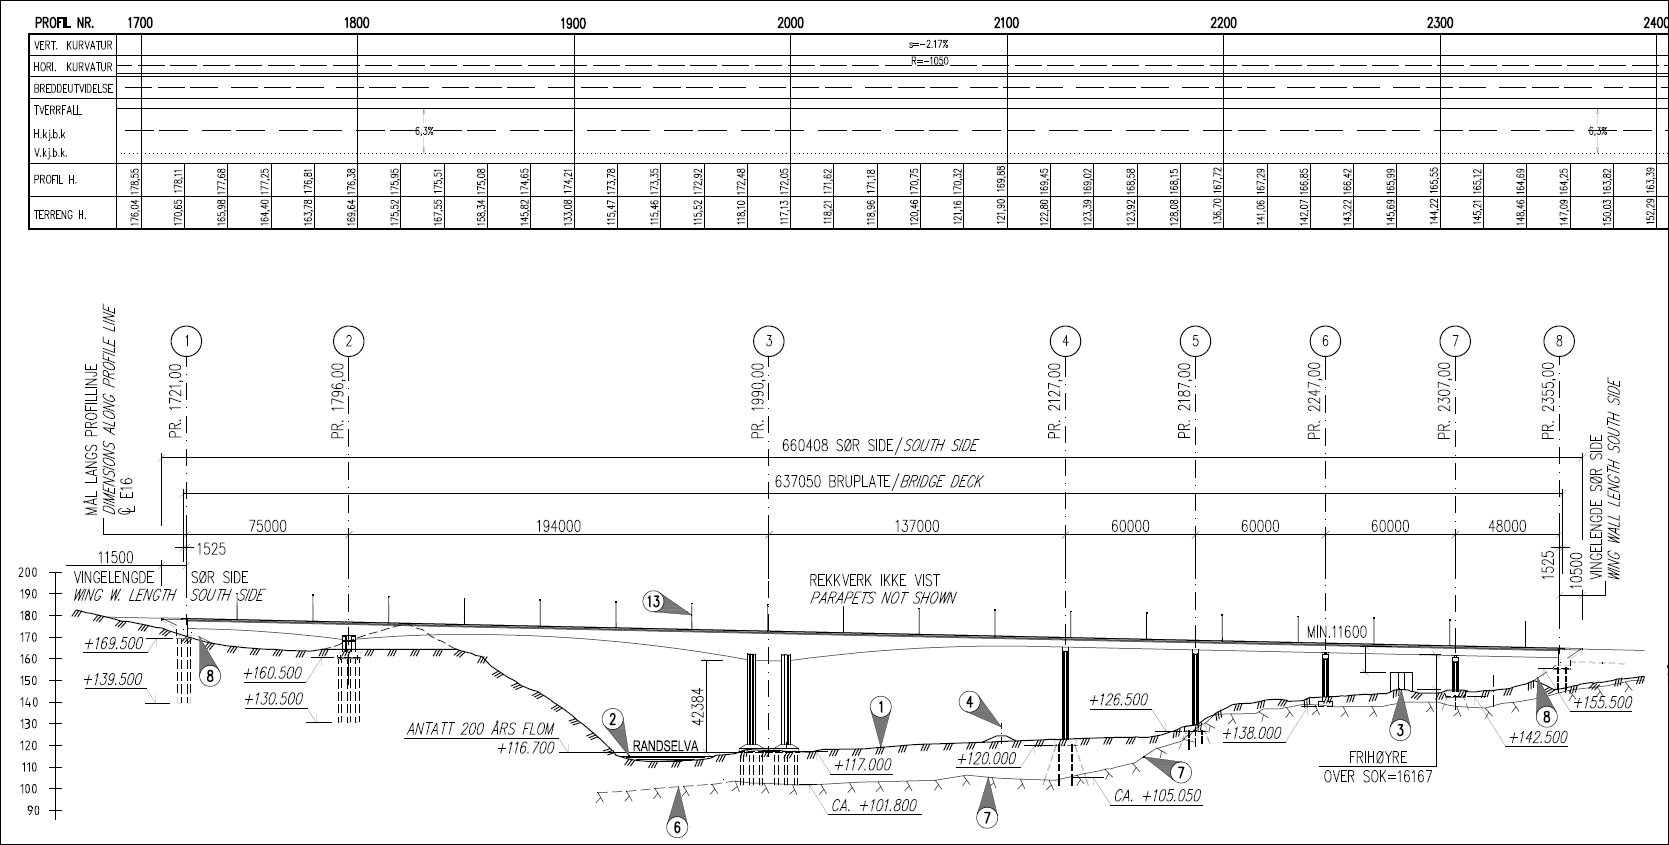 PROFIL NR. 1700 1800 1900 2000 2100 2200 2300 2400
VERT. KURVATUR s=-2.17%
HORI. KURVATUR R=-1050
BREDDEUTVIDELSE
TVERRFALL
H.kj.b.k 6,3% 6,3%
V.kj.b.k.
PROFIL H. 178,55 178,11 177,68 177,25 176,81 176,38 175,95 175,51 175,08 174,65 174,21 173,78 173,35 172,92 172,48 172,05 171,62 171,18 170,75 170,32 169,88 169,45 169,02 168,58 168,15 167,72 167,29 166,85 166,42 165,99 165,55 165,12 164,69 164,25 163,82 163,39
TERRENG H. 176,04 170,65 165,98 164,40 163,78 169,64 175,52 167,55 158,34 145,82 133,08 115,47 115,46 115,52 118,10 117,13 118,21 118,96 120,46 121,16 121,90 122,80 123,39 123,92 128,08 136,70 141,06 142,07 143,22 145,69 144,22 145,21 148,46 147,09 150,03 152,29
1 2 3 4 5 6 7 8
MÅL LANGS PROFILLINJE
DIMENSIONS ALONG PROFILE LINE
℄ E16
PR. 1721,00
PR. 1796,00
PR. 1990,00
PR. 2127,00
PR. 2187,00
PR. 2247,00
PR. 2307,00
PR. 2355,00
VINGELENGDE SØR SIDE
WING WALL LENGTH SOUTH SIDE
660408 SØR SIDE/SOUTH SIDE
637050 BRUPLATE/BRIDGE DECK
75000 194000 137000 60000 60000 60000 48000
1525
11500
1525
10500
VINGELENGDE SØR SIDE
WING W. LENGTH SOUTH SIDE
REKKVERK IKKE VIST
PARAPETS NOT SHOWN
200
190
180
170
160
150
140
130
120
110
100
90
13
MIN.11600
+169.500
+139.500
8
+160.500
+130.500
42384
ANTATT 200 ÅRS FLOM
+116.700
2
RANDSELVA
1
4
+117.000
+120.000
+126.500
CA. +101.800
CA. +105.050
6
7
7
+138.000
3
FRIHØYRE
OVER SOK=16167
+142.500
8
+155.500